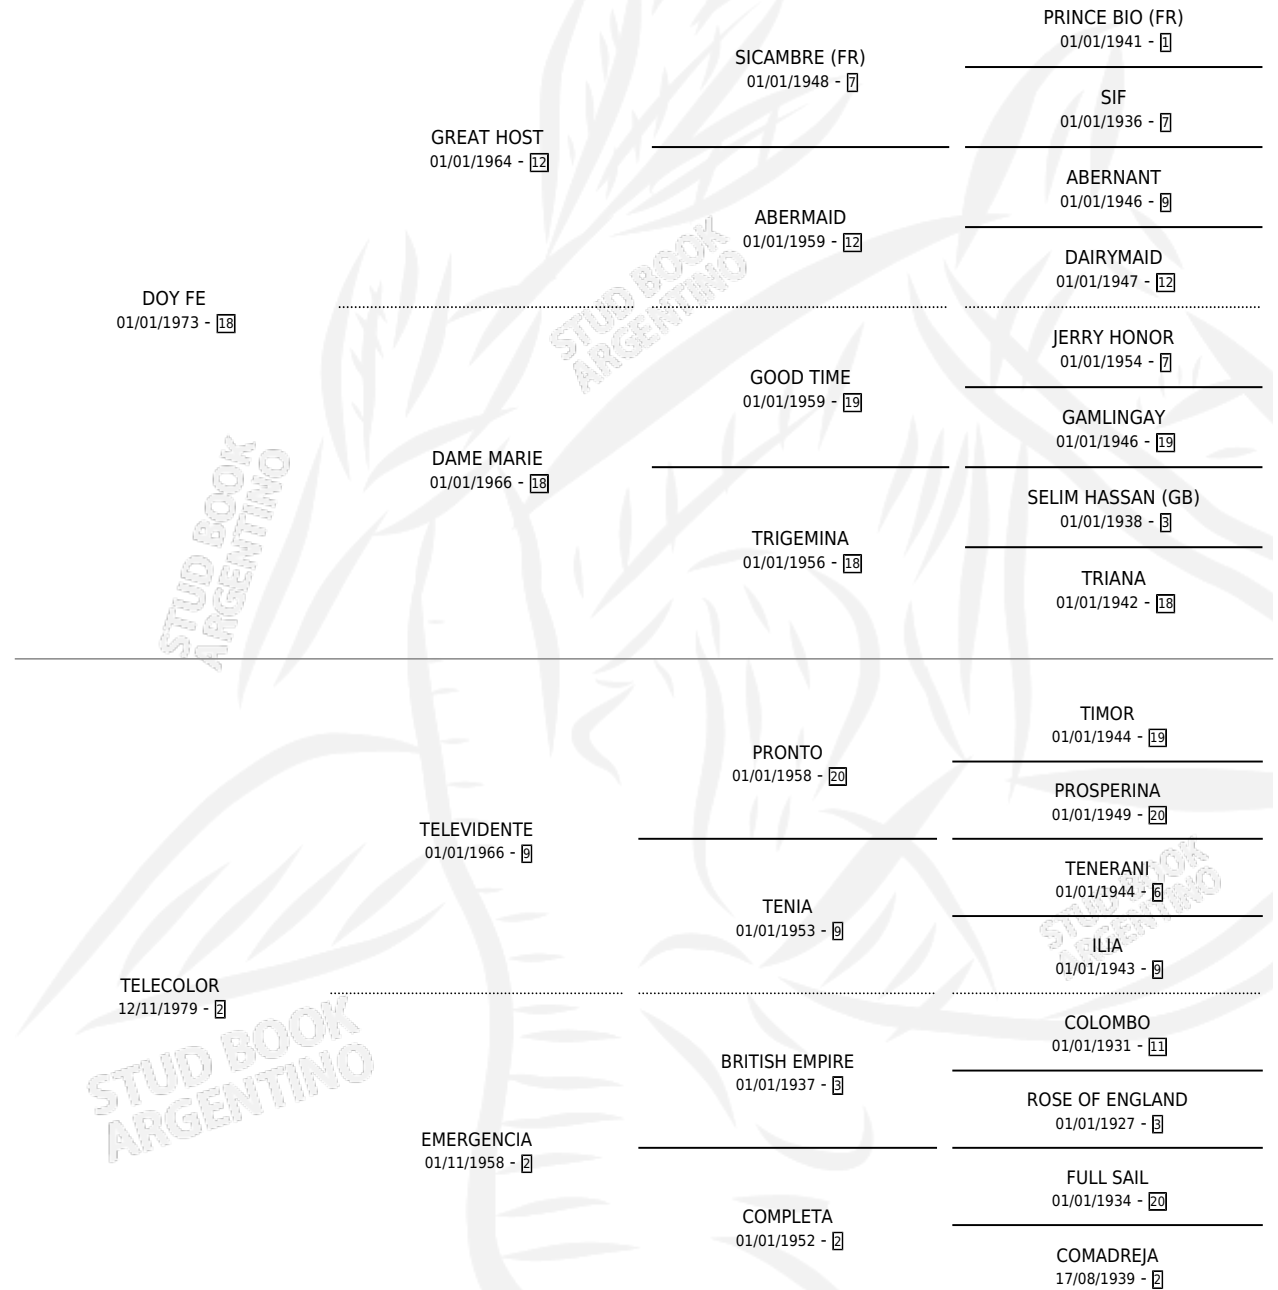 PRINCE BIO (FR)
01/01/1941 - 1
SICAMBRE (FR)
01/01/1948 - 7
SIF
01/01/1936 - 7
GREAT HOST
01/01/1964 - 12
ABERNANT
01/01/1946 - 9
ABERMAID
01/01/1959 - 12
DAIRYMAID
01/01/1947 - 12
DOY FE
01/01/1973 - 18
JERRY HONOR
01/01/1954 - 7
GOOD TIME
01/01/1959 - 19
GAMLINGAY
01/01/1946 - 19
DAME MARIE
01/01/1966 - 18
SELIM HASSAN (GB)
01/01/1938 - 3
TRIGEMINA
01/01/1956 - 18
TRIANA
01/01/1942 - 18
STUD BOOK
ARGENTINO
STUD BOOK
ARGENTINO
TIMOR
01/01/1944 - 19
PRONTO
01/01/1958 - 20
PROSPERINA
01/01/1949 - 20
TELEVIDENTE
01/01/1966 - 9
TENERANI
01/01/1944 - 6
TENIA
01/01/1953 - 9
ILIA
01/01/1943 - 9
TELECOLOR
12/11/1979 - 2
COLOMBO
01/01/1931 - 11
BRITISH EMPIRE
01/01/1937 - 3
ROSE OF ENGLAND
01/01/1927 - 3
EMERGENCIA
01/11/1958 - 2
FULL SAIL
01/01/1934 - 20
COMPLETA
01/01/1952 - 2
COMADREJA
17/08/1939 - 2
STUD BOOK
ARGENTINO
STUD BOOK
ARGENTINO